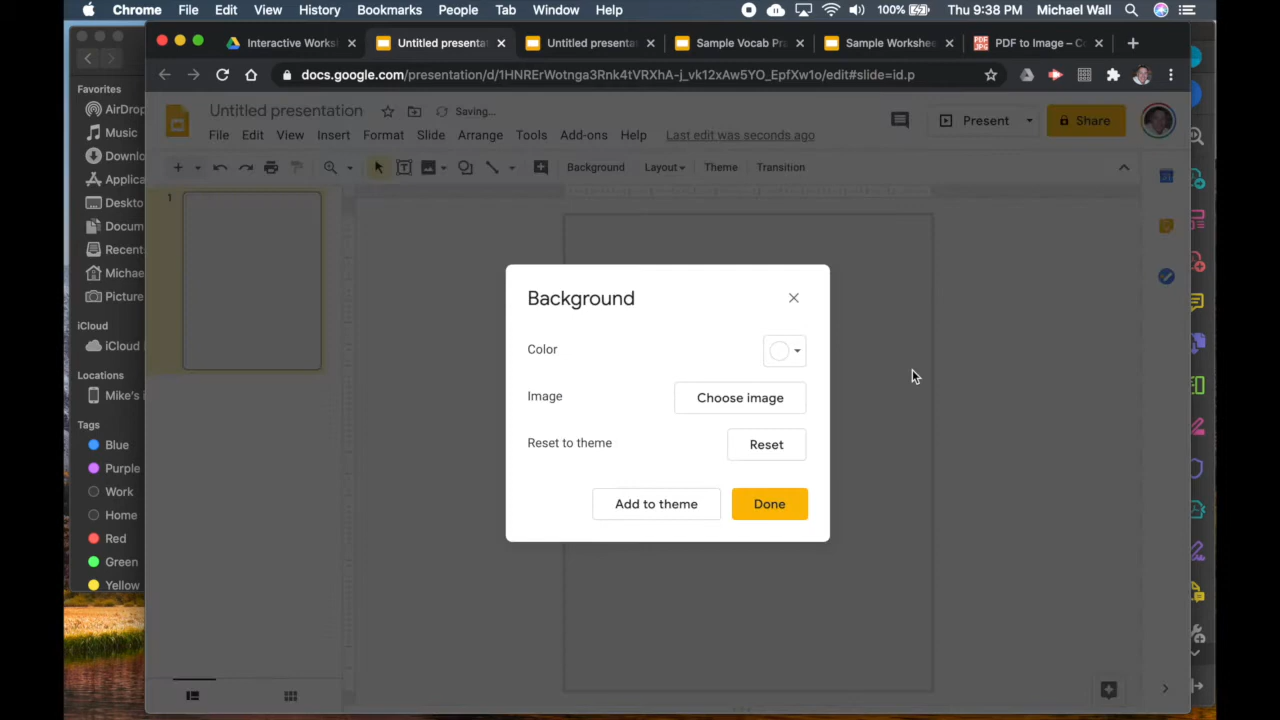 Chrome File Edit View History Bookmarks People Tab Window Help 100% Thu 9:38 PM Michael Wall
Interactive Works Untitled presenta Untitled presenta Sample Vocab Pra Sample Workshee PDF to Image – Co
docs.google.com/presentation/d/1HNRErWotnga3Rnk4tVRXhA-j_vk12xAw5YO_EpfXw1o/edit#slide=id.p
Untitled presentation Saving...
File Edit View Insert Format Slide Arrange Tools Add-ons Help Last edit was seconds ago
Present Share
Background Layout Theme Transition
1
Favorites
AirDrop
Music
Downlo
Applica
Deskto
Docum
Recents
Michae
Picture
iCloud
iCloud
Locations
Mike's i
Tags
Blue
Purple
Work
Home
Red
Green
Yellow
Background
Color
Image Choose image
Reset to theme Reset
Add to theme Done